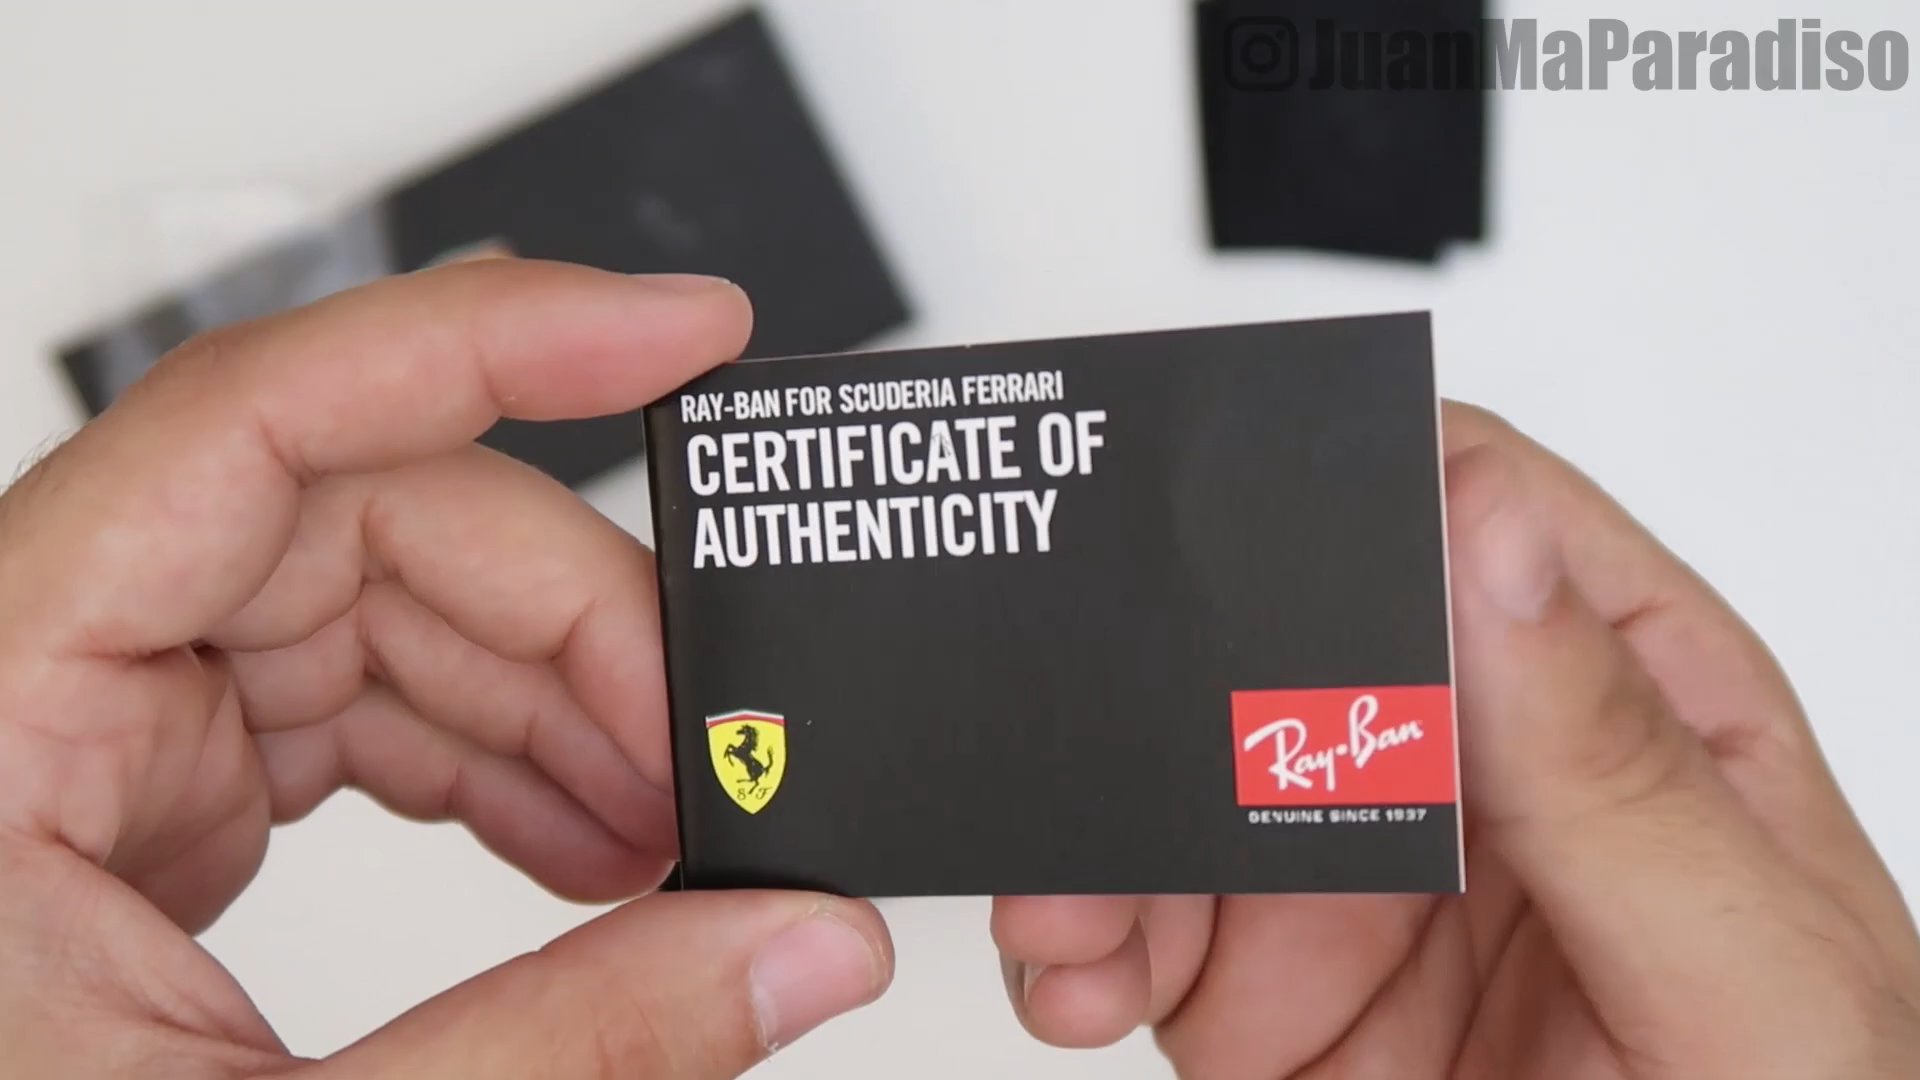 JuanMaParadiso
RAY-BAN FOR SCUDERIA FERRARI
CERTIFICATE OF
AUTHENTICITY
S F
Ray-Ban
GENUINE SINCE 1937